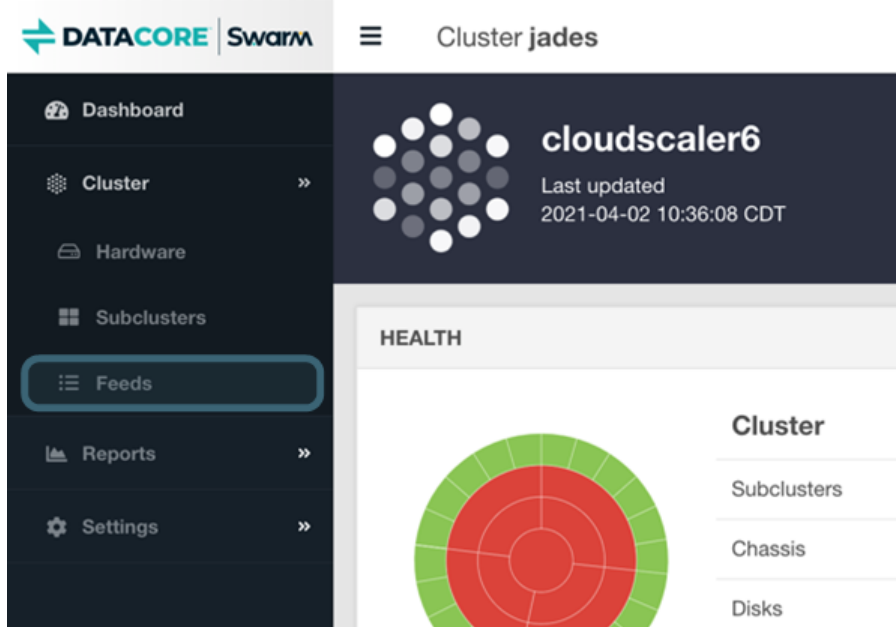 DATACORE Swarm
Cluster jades
Dashboard
Cluster »
Hardware
Subclusters
Feeds
Reports »
Settings »
cloudscaler6
Last updated
2021-04-02 10:36:08 CDT
HEALTH
Cluster
Subclusters
Chassis
Disks